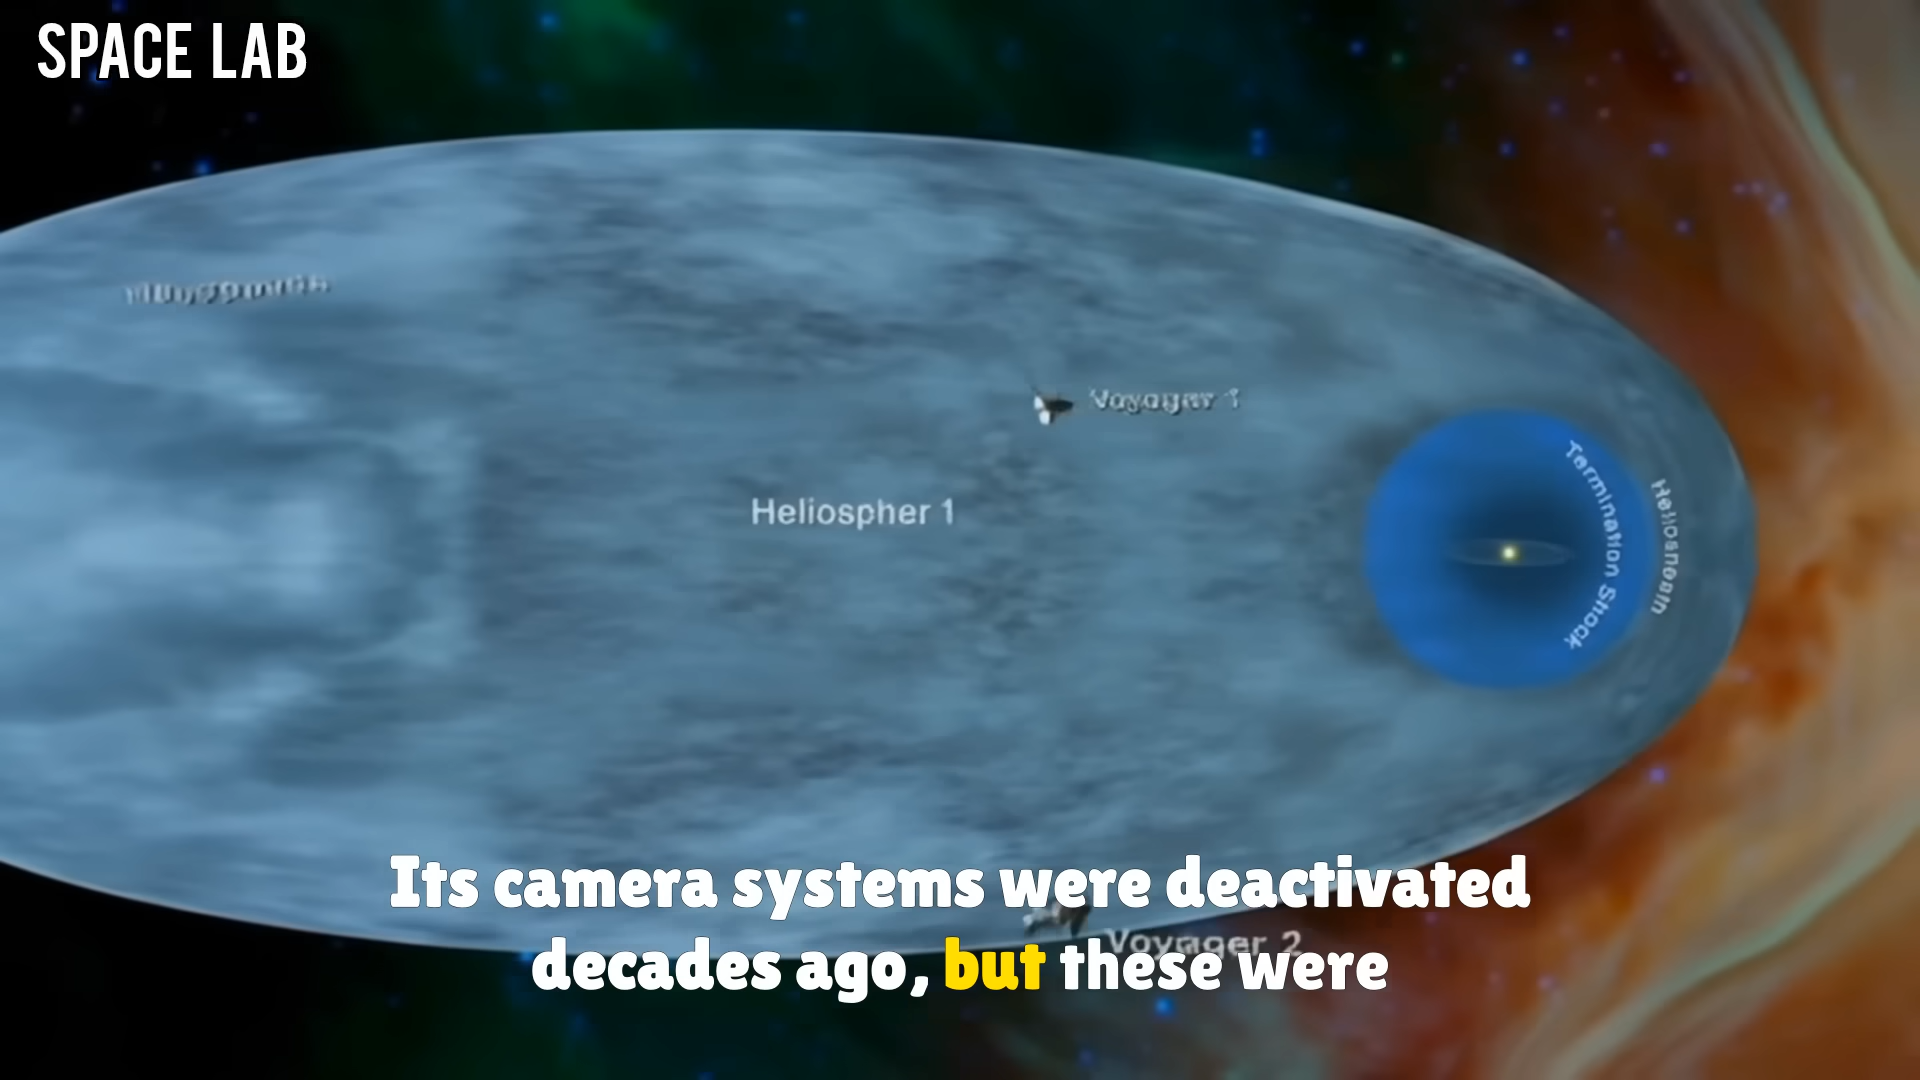 SPACE LAB
Voyager 1
Heliospher 1
Termination Shock
Its camera systems were deactivated
Voyager 2
decades ago, but these were